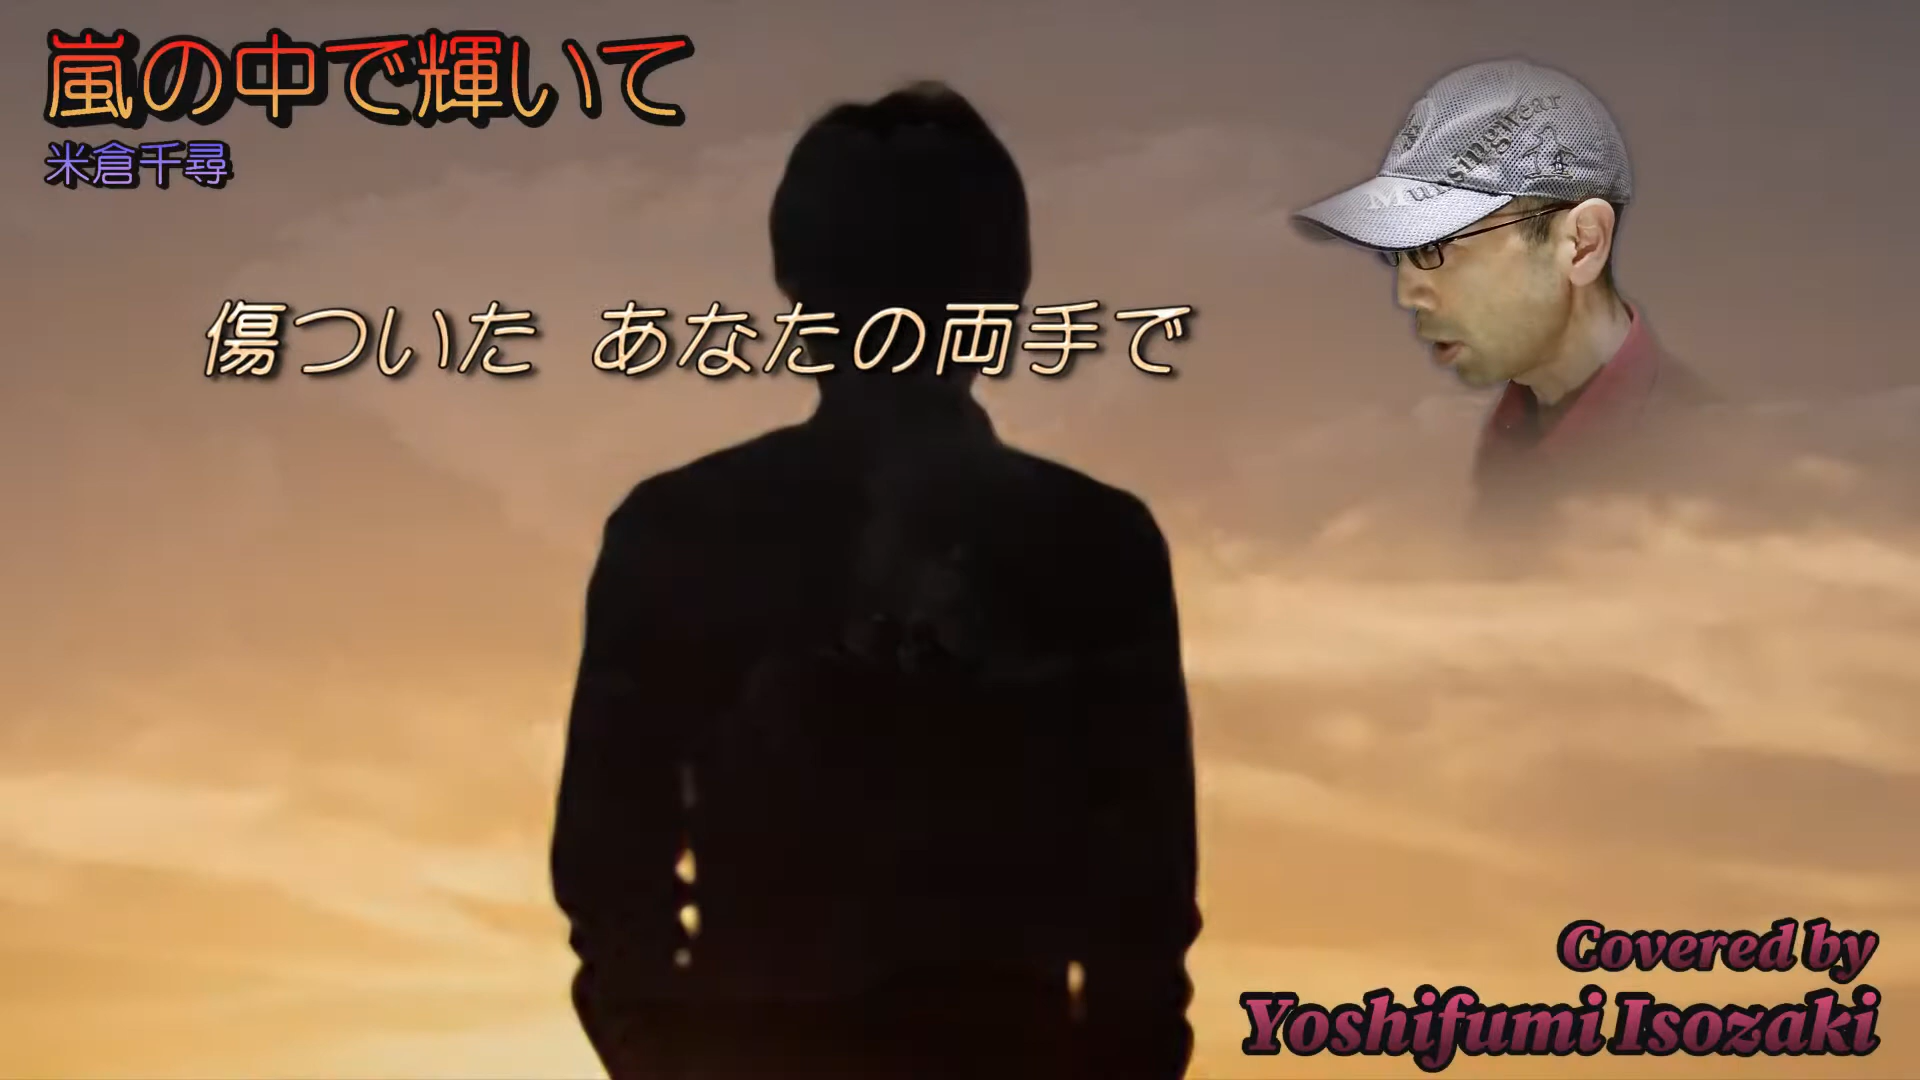 嵐の中で輝いて
米倉千尋
Munsingwear
傷ついた あなたの両手で
Covered by
Yoshifumi Isozaki